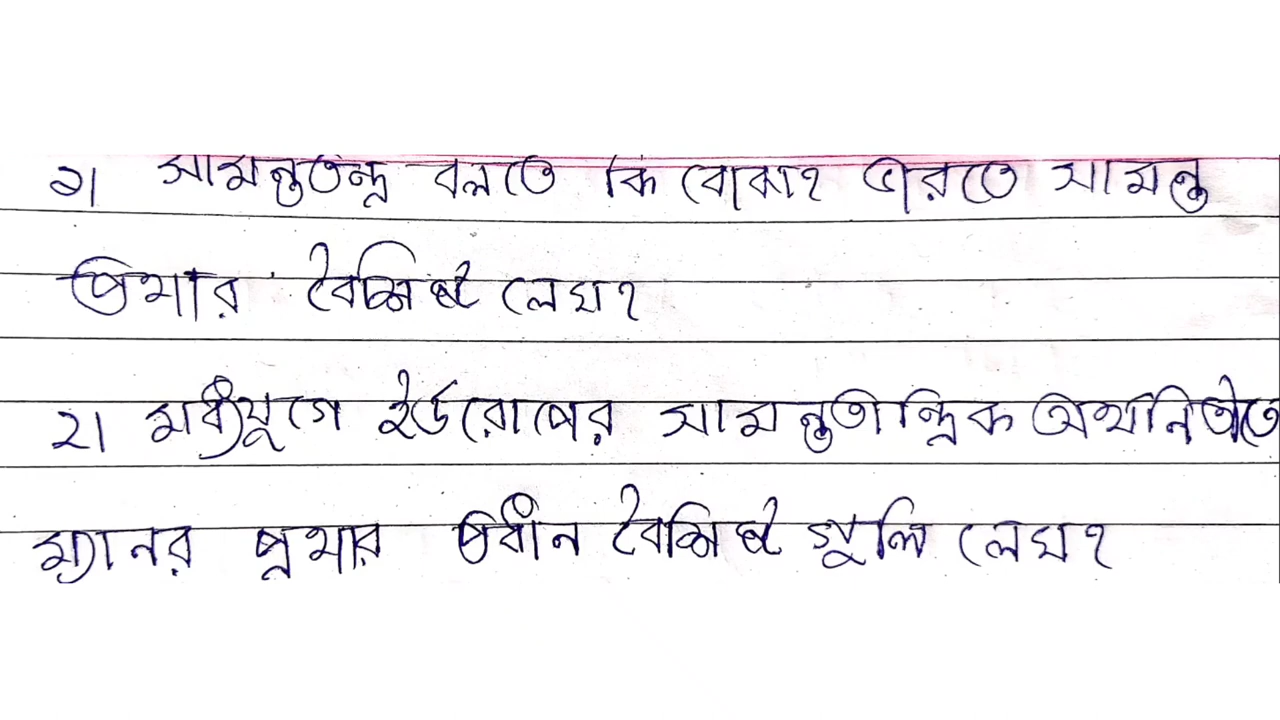 ১। সামন্ততন্দ্র বলতে কি বোঝা? ভারতে সামন্ত
প্রথার বৈশিষ্ট লেখ?
২। মধ্যযুগে ইউরোপের সামন্ততান্ত্রিক অর্থনিতীতে
ম্যানর প্রথার প্রধান বৈশিষ্ট গুলি লেখ?